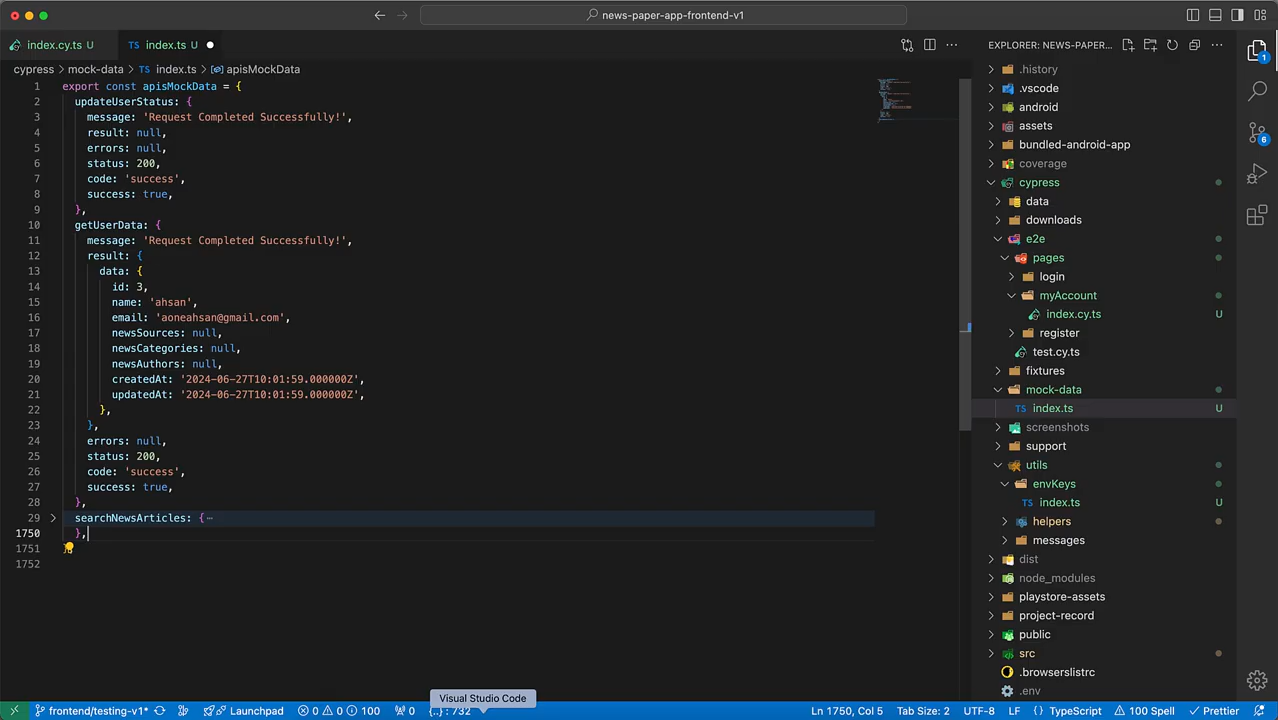 news-paper-app-frontend-v1
index.cy.ts U
TS index.ts U
EXPLORER: NEWS-PAPER...
cypress > mock-data > TS index.ts > apisMockData
1 export const apisMockData = {
2 updateUserStatus: {
3 message: 'Request Completed Successfully!',
4 result: null,
5 errors: null,
6 status: 200,
7 code: 'success',
8 success: true,
9 },
10 getUserData: {
11 message: 'Request Completed Successfully!',
12 result: {
13 data: {
14 id: 3,
15 name: 'ahsan',
16 email: 'aoneahsan@gmail.com',
17 newsSources: null,
18 newsCategories: null,
19 newsAuthors: null,
20 createdAt: '2024-06-27T10:01:59.000000Z',
21 updatedAt: '2024-06-27T10:01:59.000000Z',
22 },
23 },
24 errors: null,
25 status: 200,
26 code: 'success',
27 success: true,
28 },
29 searchNewsArticles: {⋯
1750 },
1751
1752
.history
.vscode
android
assets
bundled-android-app
coverage
cypress
data
downloads
e2e
pages
login
myAccount
index.cy.ts U
register
test.cy.ts
fixtures
mock-data
TS index.ts U
screenshots
support
utils
envKeys
TS index.ts U
helpers
messages
dist
node_modules
playstore-assets
project-record
public
src
.browserslistrc
.env
1
6
Visual Studio Code
frontend/testing-v1* Launchpad 0 0 100 0 {..} : 732 Ln 1750, Col 5 Tab Size: 2 UTF-8 LF { } TypeScript 100 Spell Prettier